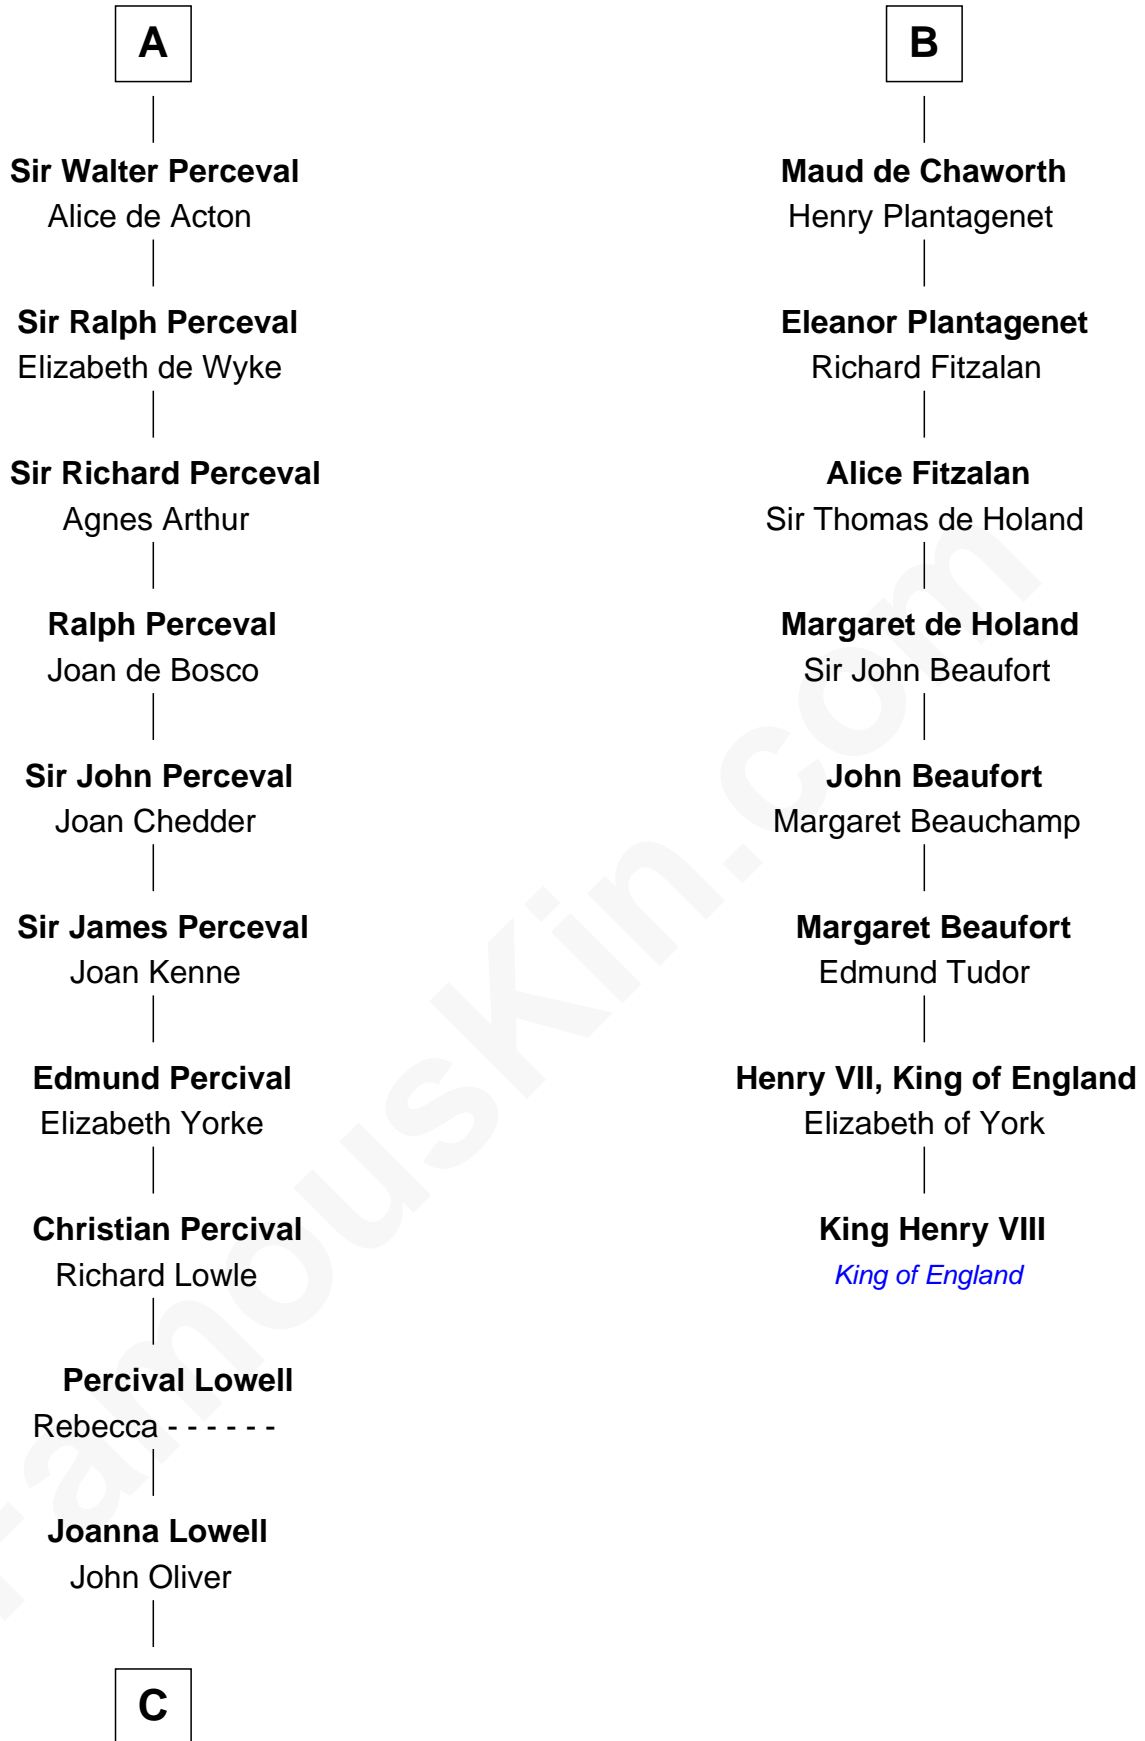 A
Sir Walter Perceval
Alice de Acton
Sir Ralph Perceval
Elizabeth de Wyke
Sir Richard Perceval
Agnes Arthur
Ralph Perceval
Joan de Bosco
Sir John Perceval
Joan Chedder
Sir James Perceval
Joan Kenne
Edmund Percival
Elizabeth Yorke
Christian Percival
Richard Lowle
Percival Lowell
Rebecca - - - - - -
Joanna Lowell
John Oliver
C
B
Maud de Chaworth
Henry Plantagenet
Eleanor Plantagenet
Richard Fitzalan
Alice Fitzalan
Sir Thomas de Holand
Margaret de Holand
Sir John Beaufort
John Beaufort
Margaret Beauchamp
Margaret Beaufort
Edmund Tudor
Henry VII, King of England
Elizabeth of York
King Henry VIII
King of England
FamousKin.com